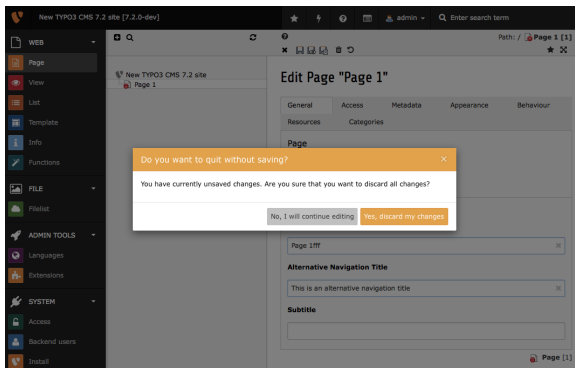 New TYPO3 CMS 7.2 site [7.2.0-dev]
admin
Enter search term
WEB
Page
View
List
Template
Info
Functions
FILE
Filelist
ADMIN TOOLS
Languages
Extensions
SYSTEM
Access
Backend users
Install
New TYPO3 CMS 7.2 site
Page 1
Path: / Page 1 [1]
Edit Page "Page 1"
General Access Metadata Appearance Behaviour
Resources Categories
Page
Do you want to quit without saving?
You have currently unsaved changes. Are you sure that you want to discard all changes?
No, I will continue editing
Yes, discard my changes
Page 1fff
Alternative Navigation Title
This is an alternative navigation title
Subtitle
Page [1]